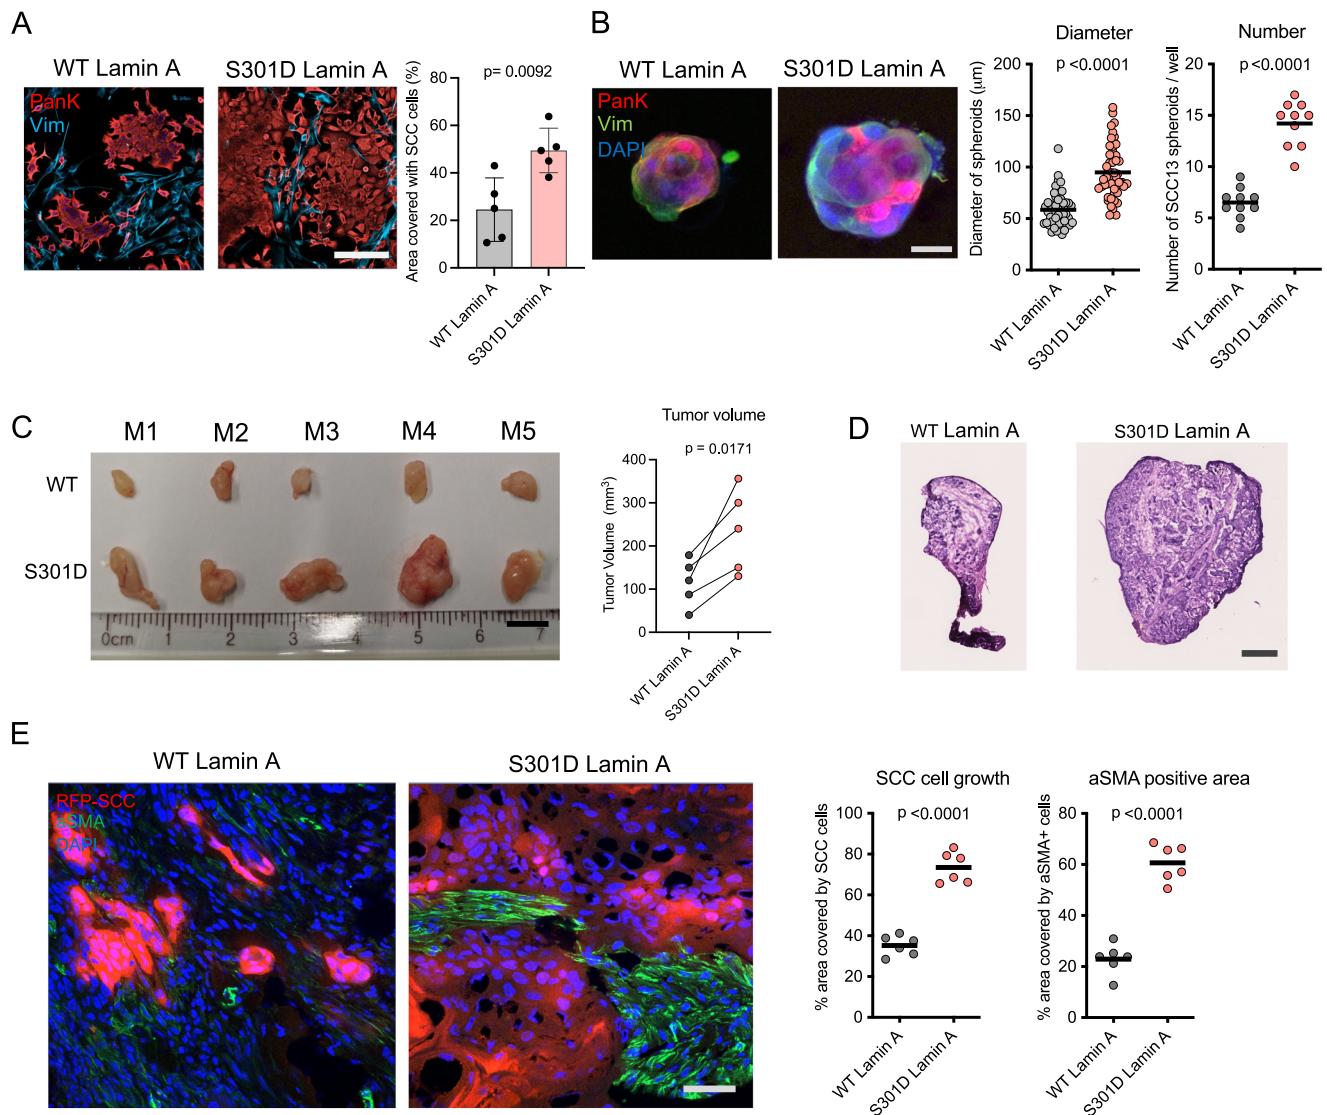 A
WT Lamin A
S301D Lamin A
PanK
Vim
Area covered with SCC cells (%)
p= 0.0092
80
60
40
20
0
WT Lamin A
S301D Lamin A
B
WT Lamin A
S301D Lamin A
PanK
Vim
DAPI
Diameter
p <0.0001
Diameter of spheroids (μm)
200
150
100
50
0
WT Lamin A
S301D Lamin A
Number
p <0.0001
Number of SCC13 spheroids / well
20
15
10
5
0
WT Lamin A
S301D Lamin A
C
M1 M2 M3 M4 M5
WT
S301D
0cm 1 2 3 4 5 6 7
Tumor volume
p = 0.0171
Tumor Volume (mm³)
400
300
200
100
0
WT Lamin A
S301D Lamin A
D
WT Lamin A
S301D Lamin A
E
WT Lamin A
S301D Lamin A
RFP-SCC
aSMA
DAPI
SCC cell growth
p <0.0001
% area covered by SCC cells
100
80
60
40
20
0
WT Lamin A
S301D Lamin A
aSMA positive area
p <0.0001
% area covered by aSMA+ cells
80
60
40
20
0
WT Lamin A
S301D Lamin A